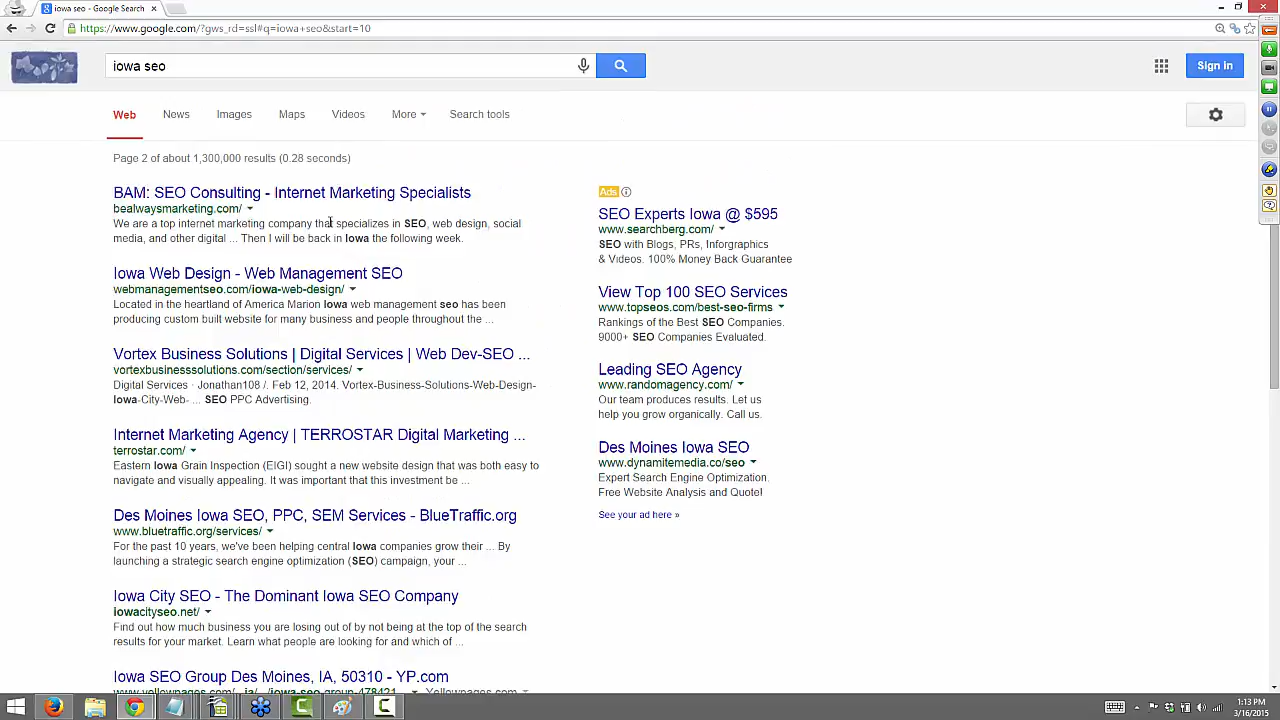 iowa seo - Google Search
https://www.google.com/?gws_rd=ssl#q=iowa+seo&start=10
iowa seo
Sign in
Web News Images Maps Videos More Search tools
Page 2 of about 1,300,000 results (0.28 seconds)
BAM: SEO Consulting - Internet Marketing Specialists
bealwaysmarketing.com/
We are a top internet marketing company that specializes in SEO, web design, social
media, and other digital ... Then I will be back in Iowa the following week.
Iowa Web Design - Web Management SEO
webmanagementseo.com/iowa-web-design/
Located in the heartland of America Marion Iowa web management seo has been
producing custom built website for many business and people throughout the ...
Vortex Business Solutions | Digital Services | Web Dev-SEO ...
vortexbusinesssolutions.com/section/services/
Digital Services · Jonathan108 /. Feb 12, 2014. Vortex-Business-Solutions-Web-Design-
Iowa-City-Web- ... SEO PPC Advertising.
Internet Marketing Agency | TERROSTAR Digital Marketing ...
terrostar.com/
Eastern Iowa Grain Inspection (EIGI) sought a new website design that was both easy to
navigate and visually appealing. It was important that this investment be ...
Des Moines Iowa SEO, PPC, SEM Services - BlueTraffic.org
www.bluetraffic.org/services/
For the past 10 years, we've been helping central Iowa companies grow their ... By
launching a strategic search engine optimization (SEO) campaign, your ...
Iowa City SEO - The Dominant Iowa SEO Company
iowacityseo.net/
Find out how much business you are losing out of by not being at the top of the search
results for your market. Learn what people are looking for and which of ...
Iowa SEO Group Des Moines, IA, 50310 - YP.com
Ads
SEO Experts Iowa @ $595
www.searchberg.com/
SEO with Blogs, PRs, Inforgraphics
& Videos. 100% Money Back Guarantee
View Top 100 SEO Services
www.topseos.com/best-seo-firms
Rankings of the Best SEO Companies.
9000+ SEO Companies Evaluated.
Leading SEO Agency
www.randomagency.com/
Our team produces results. Let us
help you grow organically. Call us.
Des Moines Iowa SEO
www.dynamitemedia.co/seo
Expert Search Engine Optimization.
Free Website Analysis and Quote!
See your ad here »
1:13 PM
3/16/2015